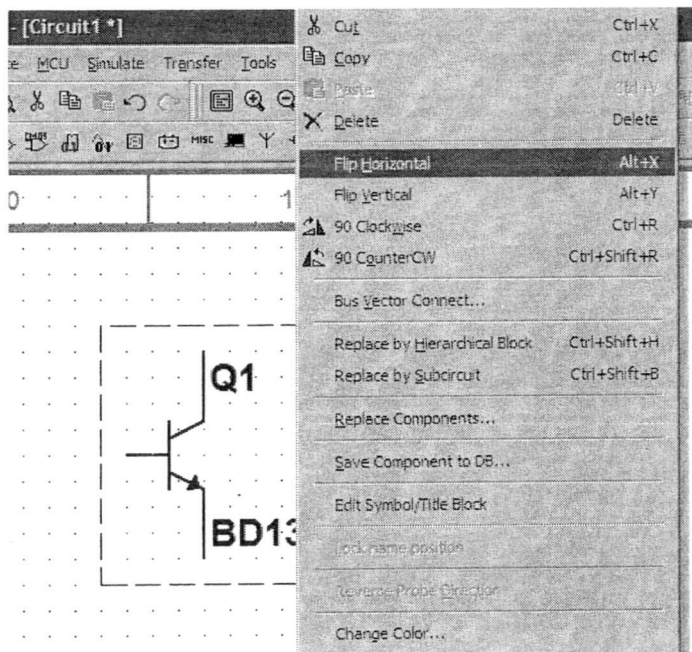 - [Circuit1 *]
MCU Simulate Transfer Tools
MISC
0 1
Q1
BD13
Cut Ctrl+X
Copy Ctrl+C
Paste Ctrl+V
Delete Delete
Flip Horizontal Alt+X
Flip Vertical Alt+Y
90 Clockwise Ctrl+R
90 CounterCW Ctrl+Shift+R
Bus Vector Connect...
Replace by Hierarchical Block Ctrl+Shift+H
Replace by Subcircuit Ctrl+Shift+B
Replace Components...
Save Component to DB...
Edit Symbol/Title Block
Lock name position
Reverse Probe Direction
Change Color...